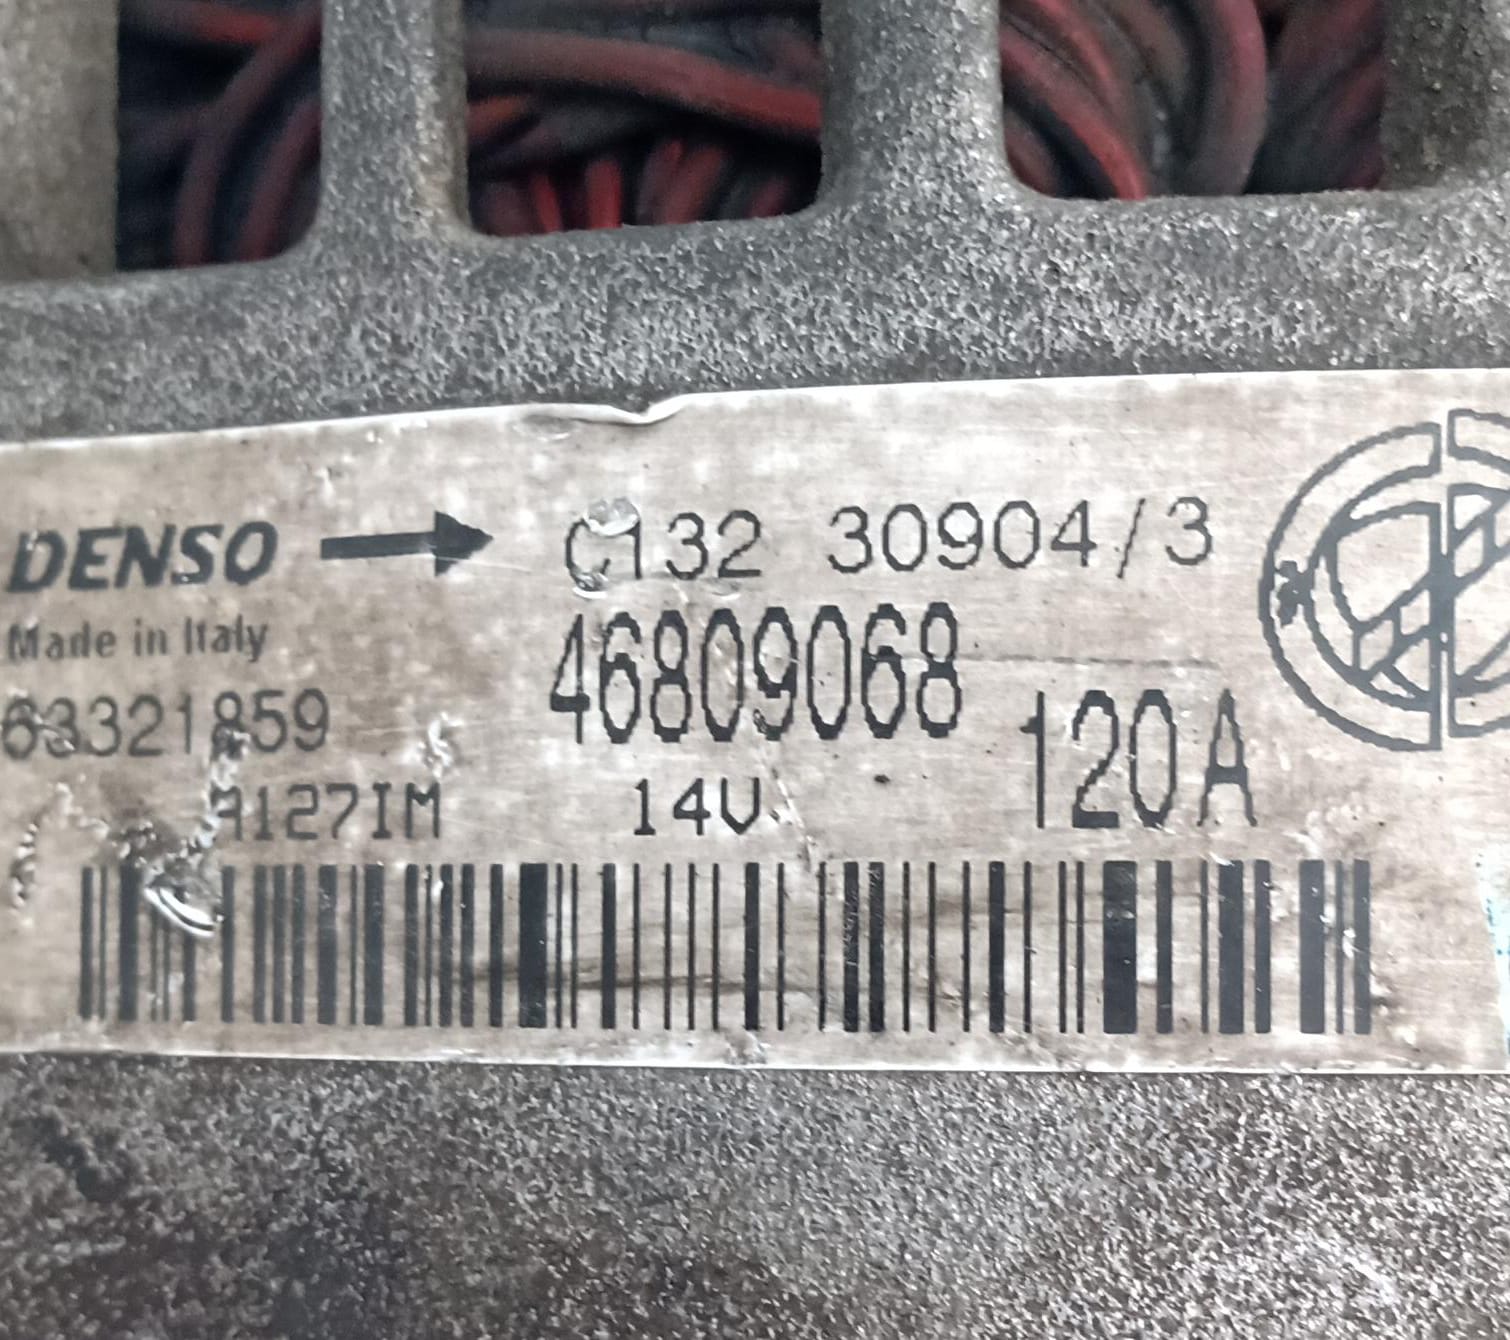 DENSO C132 30904/3
Made in Italy 46809068
63321859 120A
A127IM 14V